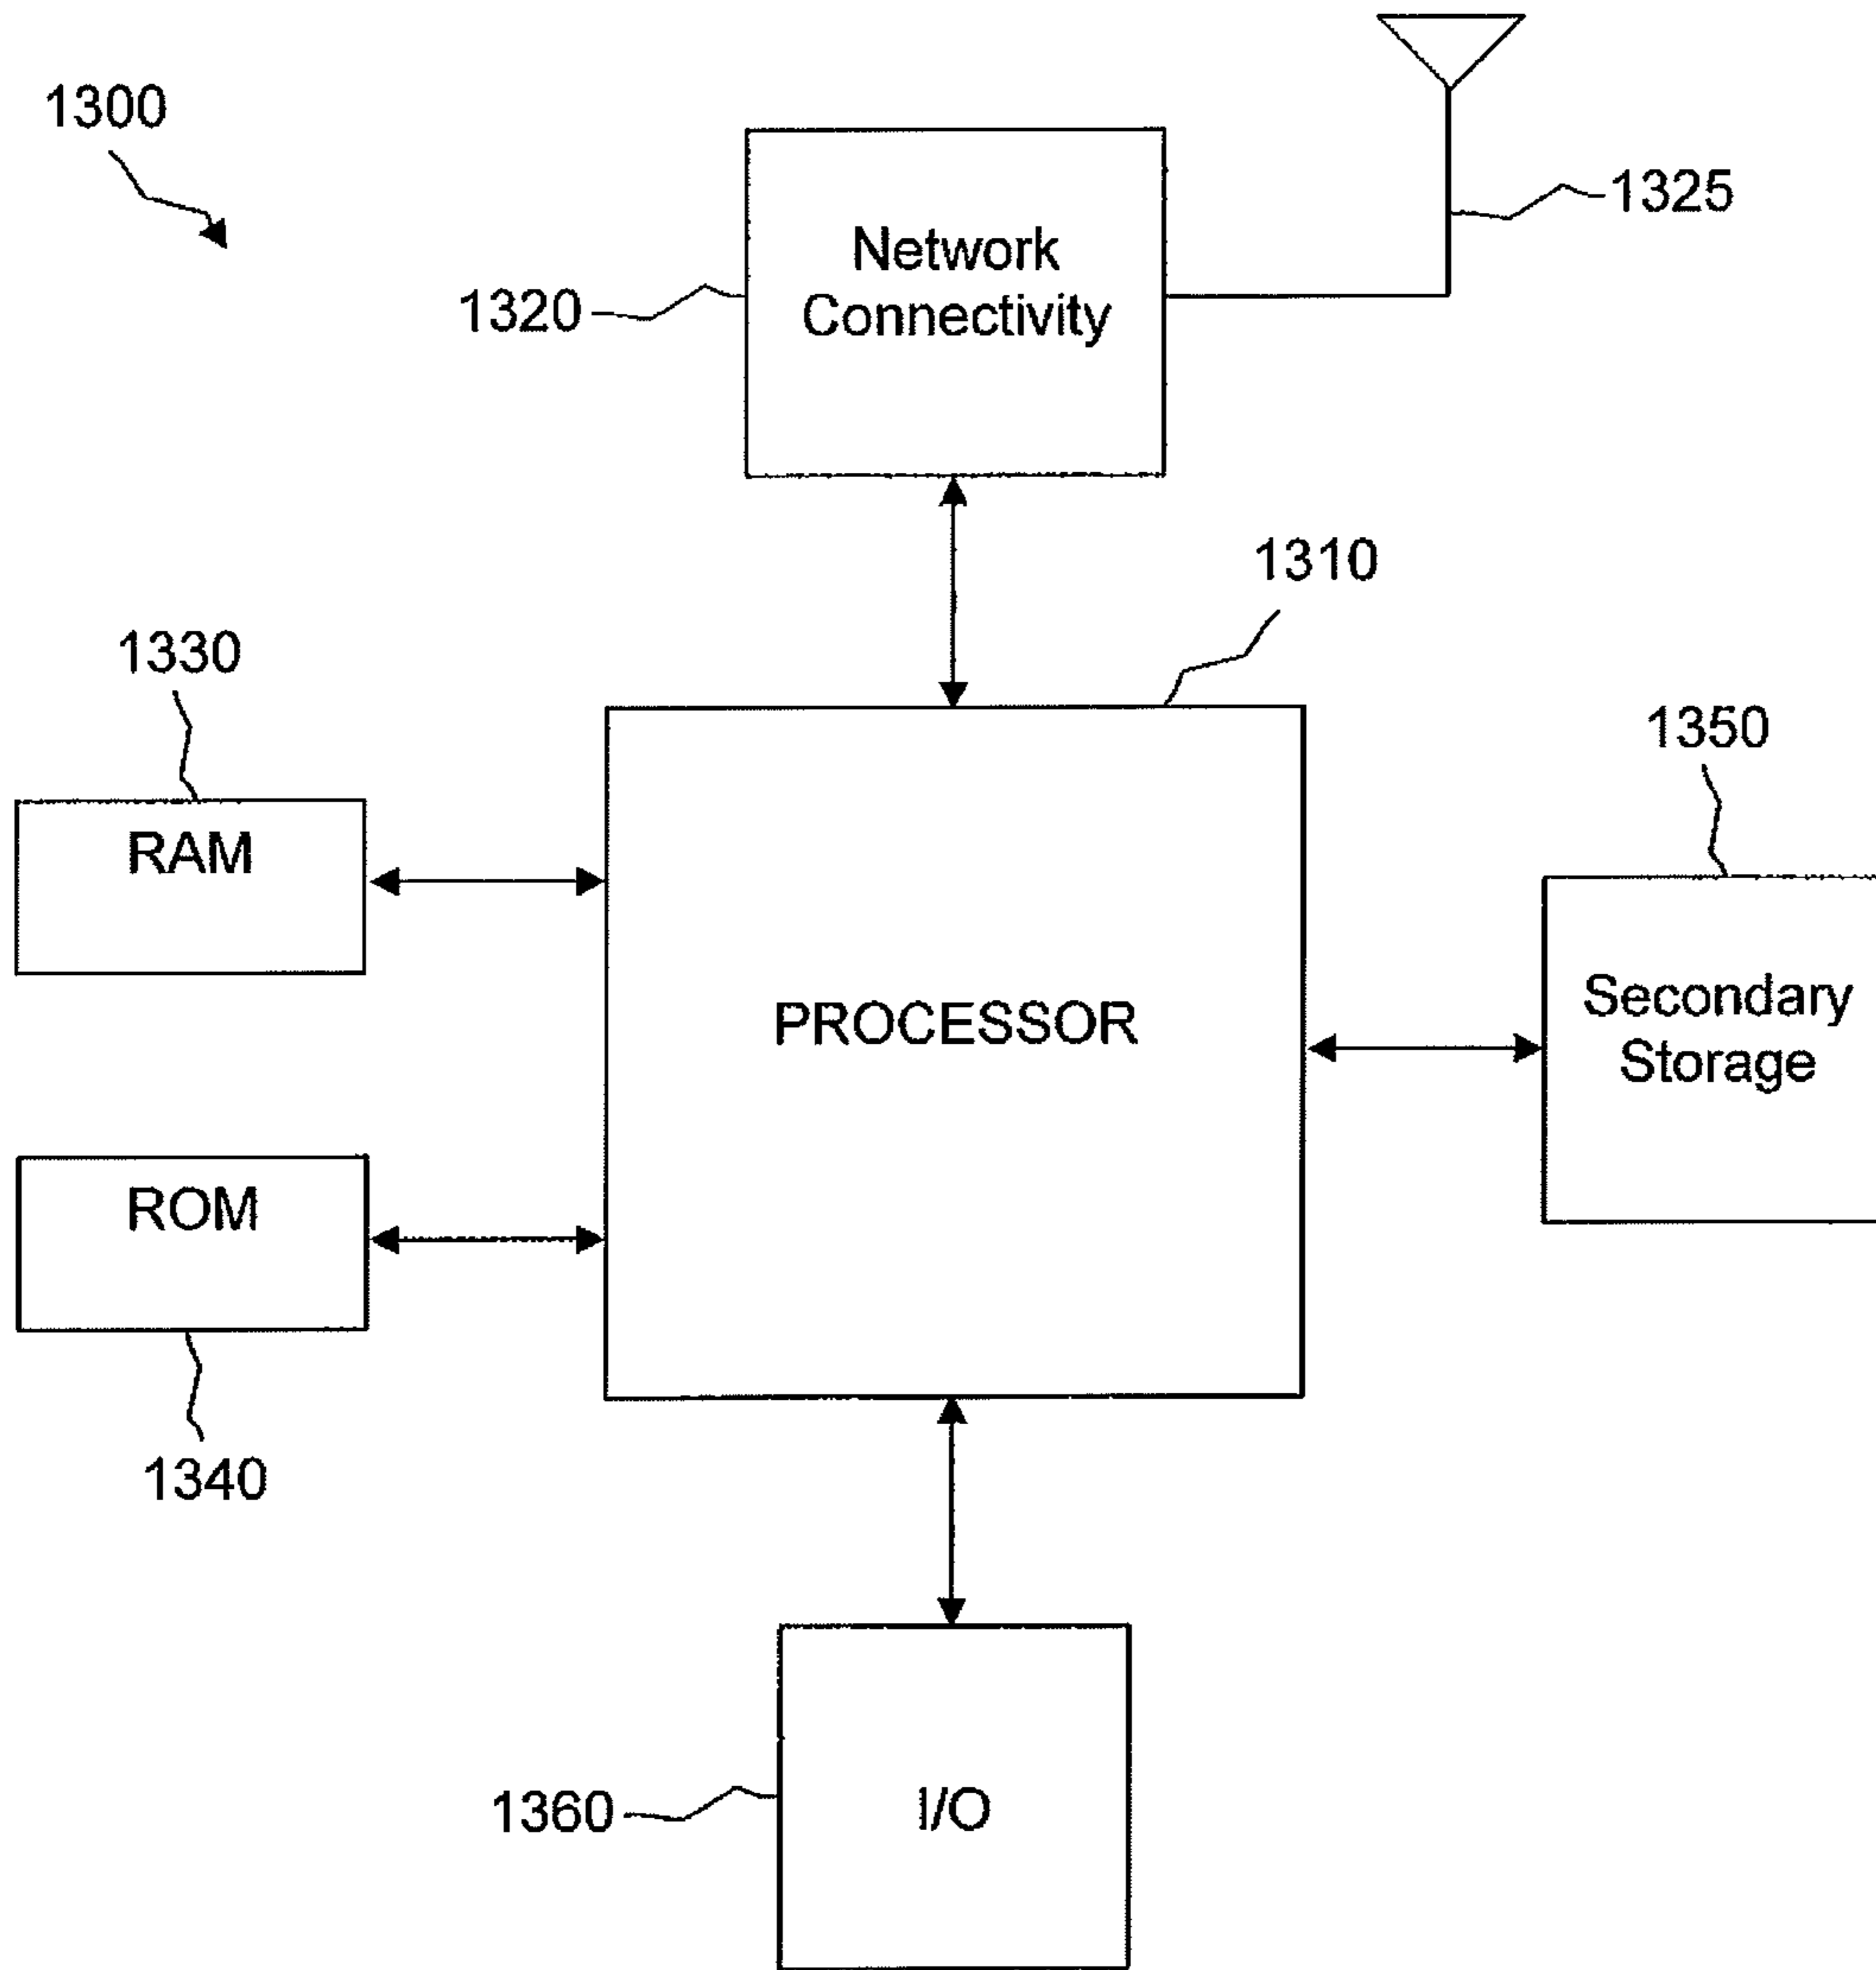 1300
1325
Network
Connectivity
1320
1310
1330
1350
RAM
Secondary
Storage
PROCESSOR
ROM
1340
I/O
1360